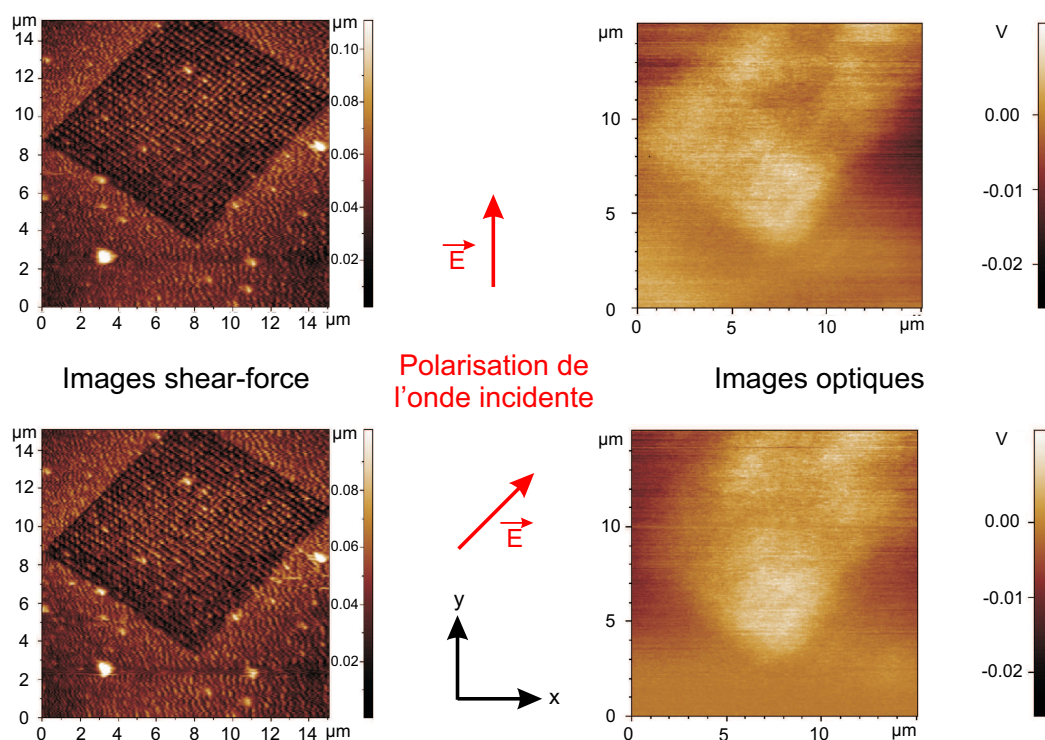 µm
14
12
10
8
6
4
2
0
0 2 4 6 8 10 12 14
µm
µm
0.10
0.08
0.06
0.04
0.02
E
µm
15
10
5
0
0 5 10
µm
V
0.00
-0.01
-0.02
Images shear-force
Polarisation de
l'onde incidente
Images optiques
µm
14
12
10
8
6
4
2
0
0 2 4 6 8 10 12 14
µm
µm
0.08
0.06
0.04
0.02
E
y
x
µm
15
10
5
0
0 5 10
µm
V
0.00
-0.01
-0.02